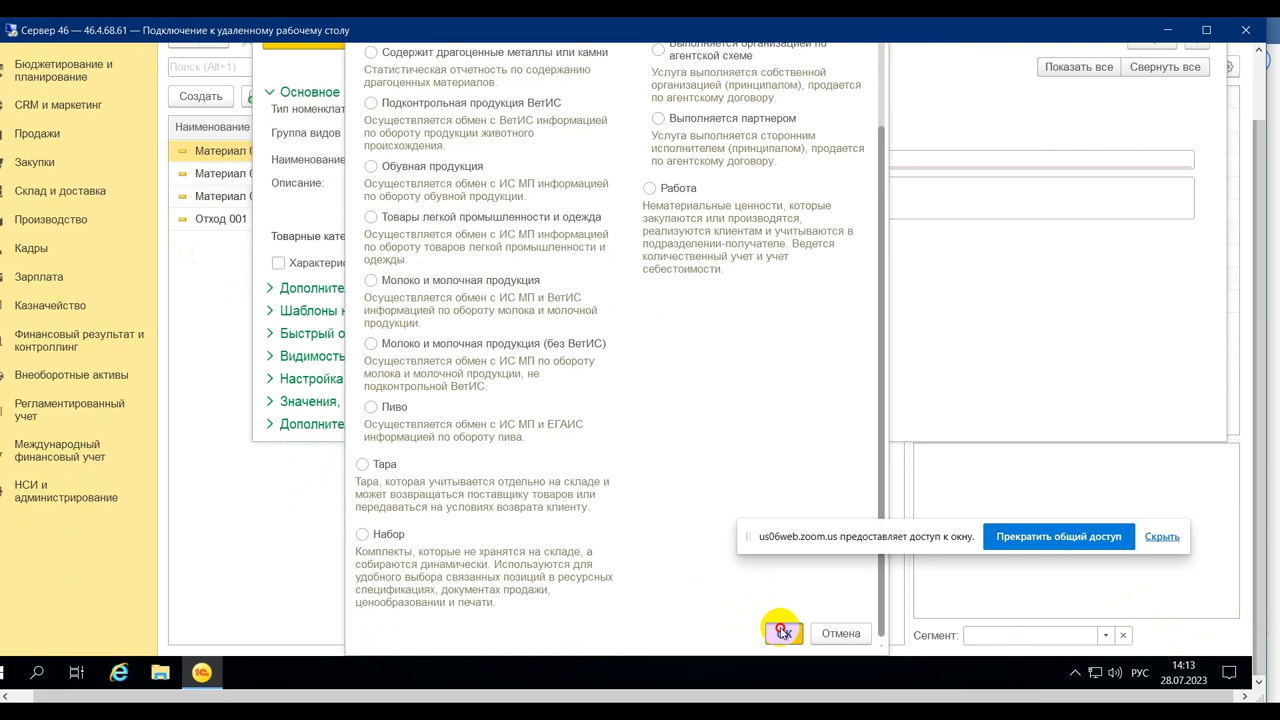 Сервер 46 — 46.4.68.61 — Подключение к удаленному рабочему столу
Бюджетирование и
планирование
CRM и маркетинг
Продажи
Закупки
Склад и доставка
Производство
Кадры
Зарплата
Казначейство
Финансовый результат и
контроллинг
Внеоборотные активы
Регламентированный
учет
Международный
финансовый учет
НСИ и
администрирование
Поиск (Alt+1)
Создать
Наименование
Материал 0
Материал 0
Материал 0
Отход 001
Основное
Тип номенклат
Группа видов
Наименование
Описание:
Товарные кате
Характерис
Дополните
Шаблоны н
Быстрый о
Видимость
Настройка
Значения,
Дополните
Содержит драгоценные металлы или камни
Статистическая отчетность по содержанию
драгоценных материалов.
Подконтрольная продукция ВетИС
Осуществляется обмен с ВетИС информацией
по обороту продукции животного
происхождения.
Обувная продукция
Осуществляется обмен с ИС МП информацией
по обороту обувной продукции.
Товары легкой промышленности и одежда
Осуществляется обмен с ИС МП информацией
по обороту товаров легкой промышленности и
одежды.
Молоко и молочная продукция
Осуществляется обмен с ИС МП и ВетИС
информацией по обороту молока и молочной
продукции.
Молоко и молочная продукция (без ВетИС)
Осуществляется обмен с ИС МП по обороту
молока и молочной продукции, не
подконтрольной ВетИС.
Пиво
Осуществляется обмен с ИС МП и ЕГАИС
информацией по обороту пива.
Тара
Тара, которая учитывается отдельно на складе и
может возвращаться поставщику товаров или
передаваться на условиях возврата клиенту.
Набор
Комплекты, которые не хранятся на складе, а
собираются динамически. Используются для
удобного выбора связанных позиций в ресурсных
спецификациях, документах продажи,
ценообразовании и печати.
Выполняется организацией по
агентской схеме
Услуга выполняется собственной
организацией (принципалом), продается
по агентскому договору.
Выполняется партнером
Услуга выполняется сторонним
исполнителем (принципалом), продается
по агентскому договору.
Работа
Нематериальные ценности, которые
закупаются или производятся,
реализуются клиентам и учитываются в
подразделении-получателе. Ведется
количественный учет и учет
себестоимости.
Отмена
Показать все
Свернуть все
us06web.zoom.us предоставляет доступ к окну.
Прекратить общий доступ
Скрыть
Сегмент:
РУС
14:13
28.07.2023